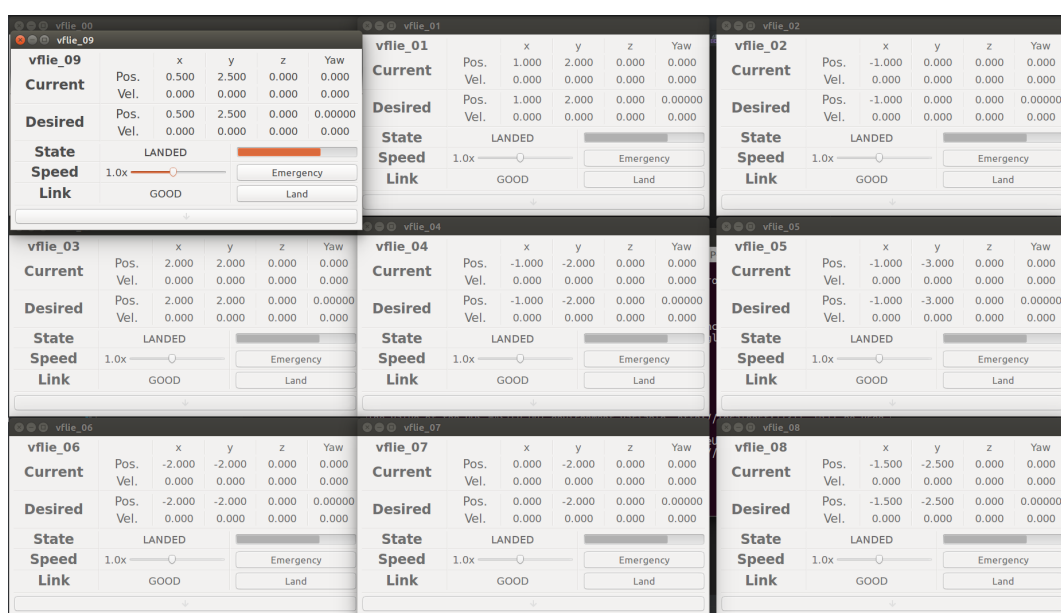 vflie_00
vflie_09
vflie_09 x y z Yaw
Current Pos. 0.500 2.500 0.000 0.000
Vel. 0.000 0.000 0.000 0.000
Desired Pos. 0.500 2.500 0.000 0.00000
Vel. 0.000 0.000 0.000 0.000
State LANDED
Speed 1.0x Emergency
Link GOOD Land
vflie_01
vflie_01 x y z Yaw
Current Pos. 1.000 2.000 0.000 0.000
Vel. 0.000 0.000 0.000 0.000
Desired Pos. 1.000 2.000 0.000 0.00000
Vel. 0.000 0.000 0.000 0.000
State LANDED
Speed 1.0x Emergency
Link GOOD Land
vflie_02
vflie_02 x y z Yaw
Current Pos. -1.000 0.000 0.000 0.000
Vel. 0.000 0.000 0.000 0.000
Desired Pos. -1.000 0.000 0.000 0.00000
Vel. 0.000 0.000 0.000 0.000
State LANDED
Speed 1.0x Emergency
Link GOOD Land
vflie_03 x y z Yaw
Current Pos. 2.000 2.000 0.000 0.000
Vel. 0.000 0.000 0.000 0.000
Desired Pos. 2.000 2.000 0.000 0.00000
Vel. 0.000 0.000 0.000 0.000
State LANDED
Speed 1.0x Emergency
Link GOOD Land
vflie_04
vflie_04 x y z Yaw
Current Pos. -1.000 -2.000 0.000 0.000
Vel. 0.000 0.000 0.000 0.000
Desired Pos. -1.000 -2.000 0.000 0.00000
Vel. 0.000 0.000 0.000 0.000
State LANDED
Speed 1.0x Emergency
Link GOOD Land
vflie_05
vflie_05 x y z Yaw
Current Pos. -1.000 -3.000 0.000 0.000
Vel. 0.000 0.000 0.000 0.000
Desired Pos. -1.000 -3.000 0.000 0.00000
Vel. 0.000 0.000 0.000 0.000
State LANDED
Speed 1.0x Emergency
Link GOOD Land
vflie_06
vflie_06 x y z Yaw
Current Pos. -2.000 -2.000 0.000 0.000
Vel. 0.000 0.000 0.000 0.000
Desired Pos. -2.000 -2.000 0.000 0.00000
Vel. 0.000 0.000 0.000 0.000
State LANDED
Speed 1.0x Emergency
Link GOOD Land
vflie_07
vflie_07 x y z Yaw
Current Pos. 0.000 -2.000 0.000 0.000
Vel. 0.000 0.000 0.000 0.000
Desired Pos. 0.000 -2.000 0.000 0.00000
Vel. 0.000 0.000 0.000 0.000
State LANDED
Speed 1.0x Emergency
Link GOOD Land
vflie_08
vflie_08 x y z Yaw
Current Pos. -1.500 -2.500 0.000 0.000
Vel. 0.000 0.000 0.000 0.000
Desired Pos. -1.500 -2.500 0.000 0.00000
Vel. 0.000 0.000 0.000 0.000
State LANDED
Speed 1.0x Emergency
Link GOOD Land